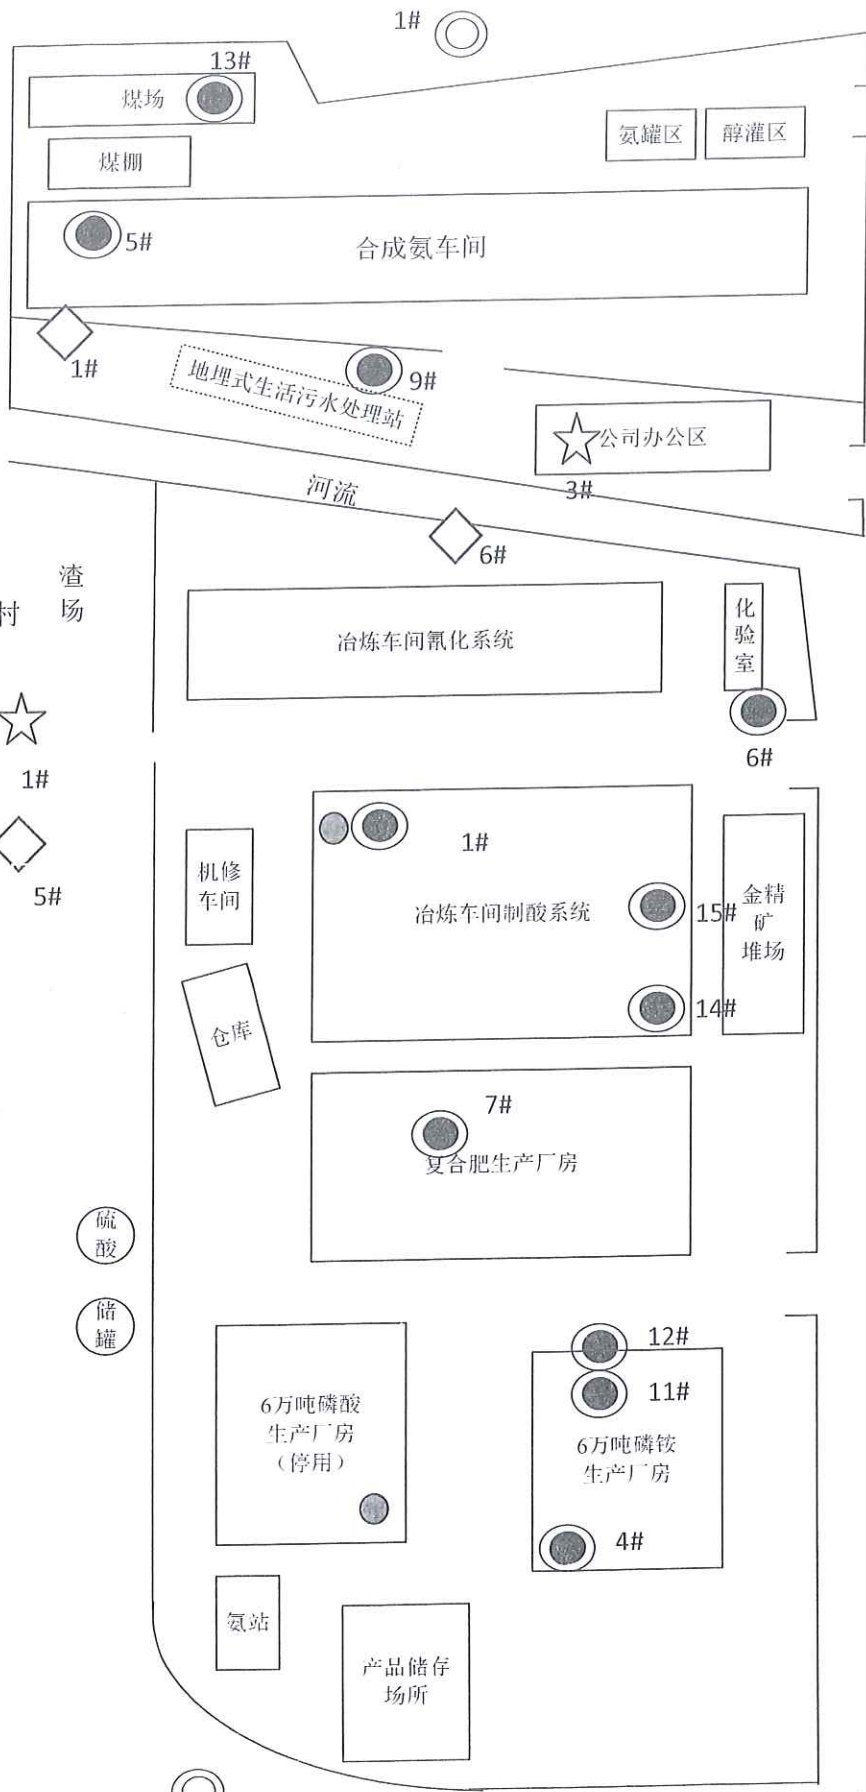 1#
13#
煤场
氨罐区
醇灌区
煤棚
5#
合成氨车间
1#
9#
地埋式生活污水处理站
公司办公区
3#
河流
6#
渣
场
村
冶炼车间氰化系统
化
验
室
6#
1#
1#
机修
车间
5#
冶炼车间制酸系统
15#
金精
矿
堆场
14#
仓库
7#
复合肥生产厂房
硫
酸
储
罐
12#
11#
6万吨磷酸
生产厂房
（停用）
6万吨磷铵
生产厂房
4#
氨站
产品储存
场所